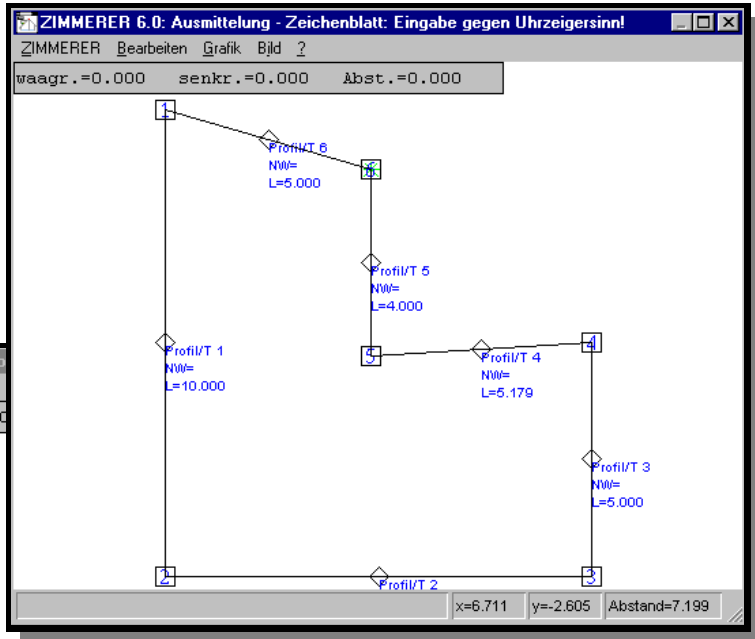 ZIMMERER 6.0: Ausmittelung - Zeichenblatt: Eingabe gegen Uhrzeigersinn!
ZIMMERER Bearbeiten Grafik Bild ?
waagr.=0.000 senkr.=0.000 Abst.=0.000
1
Profil/T 6
NW=
L=5.000
6
Profil/T 5
NW=
L=4.000
Profil/T 1
NW=
L=10.000
5
Profil/T 4
NW=
L=5.179
4
Profil/T 3
NW=
L=5.000
2
Profil/T 2
3
x=6.711 y=-2.605 Abstand=7.199